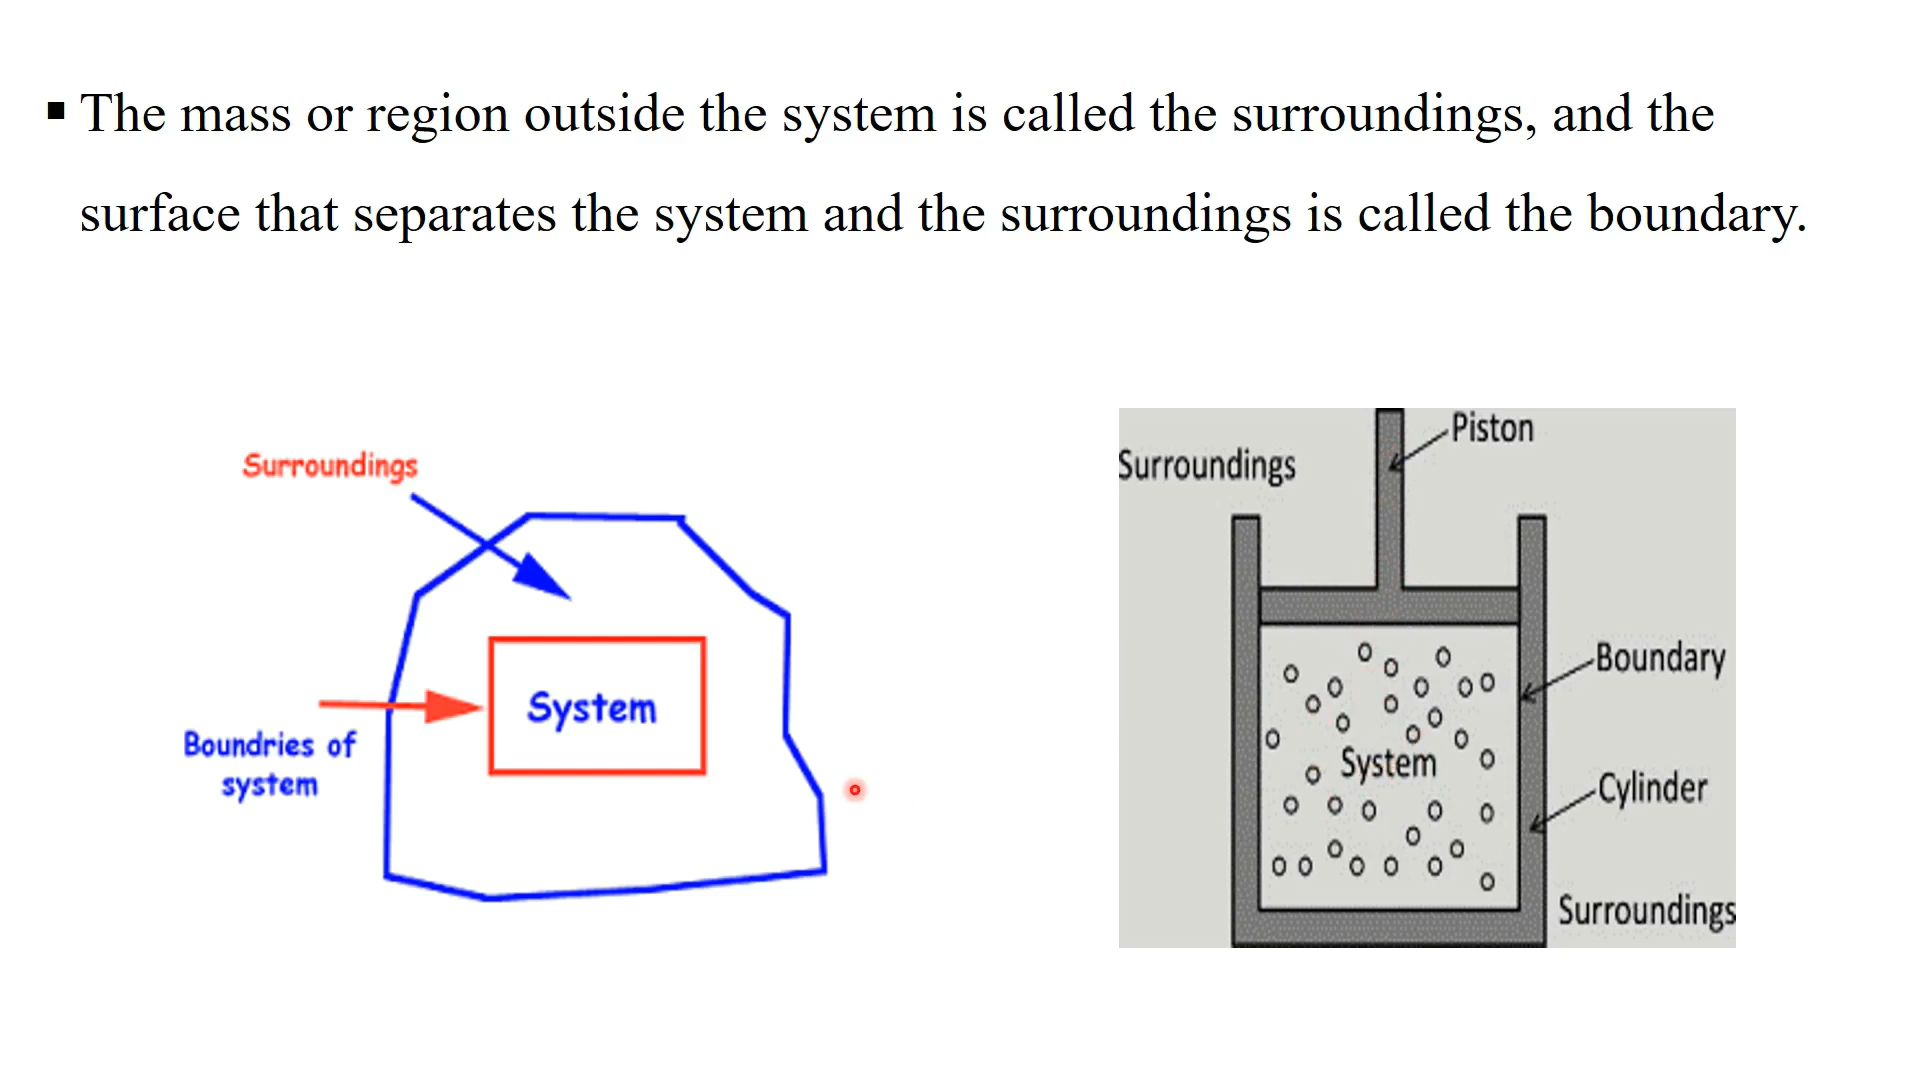 ▪ The mass or region outside the system is called the surroundings, and the
surface that separates the system and the surroundings is called the boundary.
Surroundings
System
Boundries of
system
Piston
Surroundings
Boundary
System
Cylinder
Surroundings